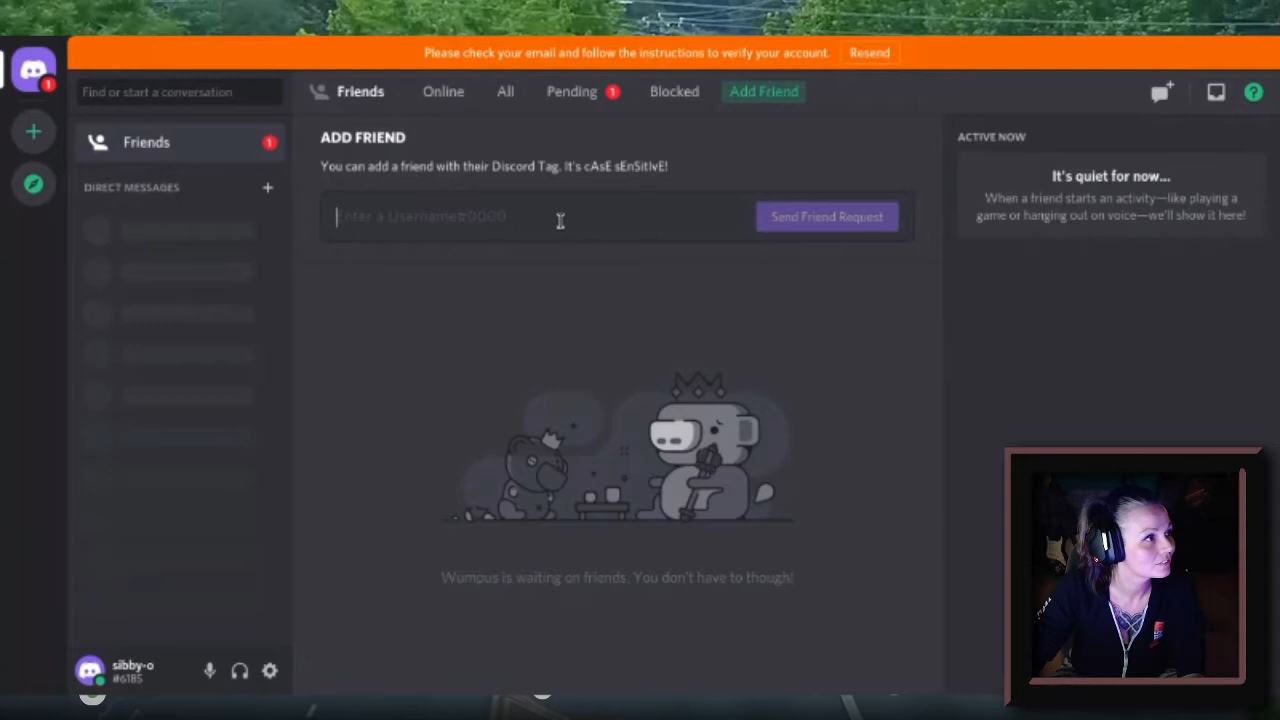 Please check your email and follow the instructions to verify your account. Resend
1
Find or start a conversation
Friends Online All Pending 1 Blocked Add Friend
?
Friends 1
DIRECT MESSAGES +
ADD FRIEND
You can add a friend with their Discord Tag. It's cAsE sEnSitIvE!
Enter a Username#0000
Send Friend Request
Wumpus is waiting on friends. You don't have to though!
ACTIVE NOW
It's quiet for now...
When a friend starts an activity—like playing a
game or hanging out on voice—we'll show it here!
sibby-o
#6185